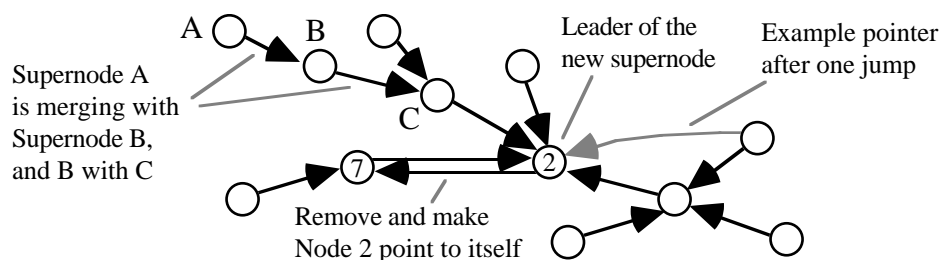 A
B
Leader of the
new supernode
Example pointer
after one jump
Supernode A
is merging with
Supernode B,
and B with C
C
7
2
Remove and make
Node 2 point to itself